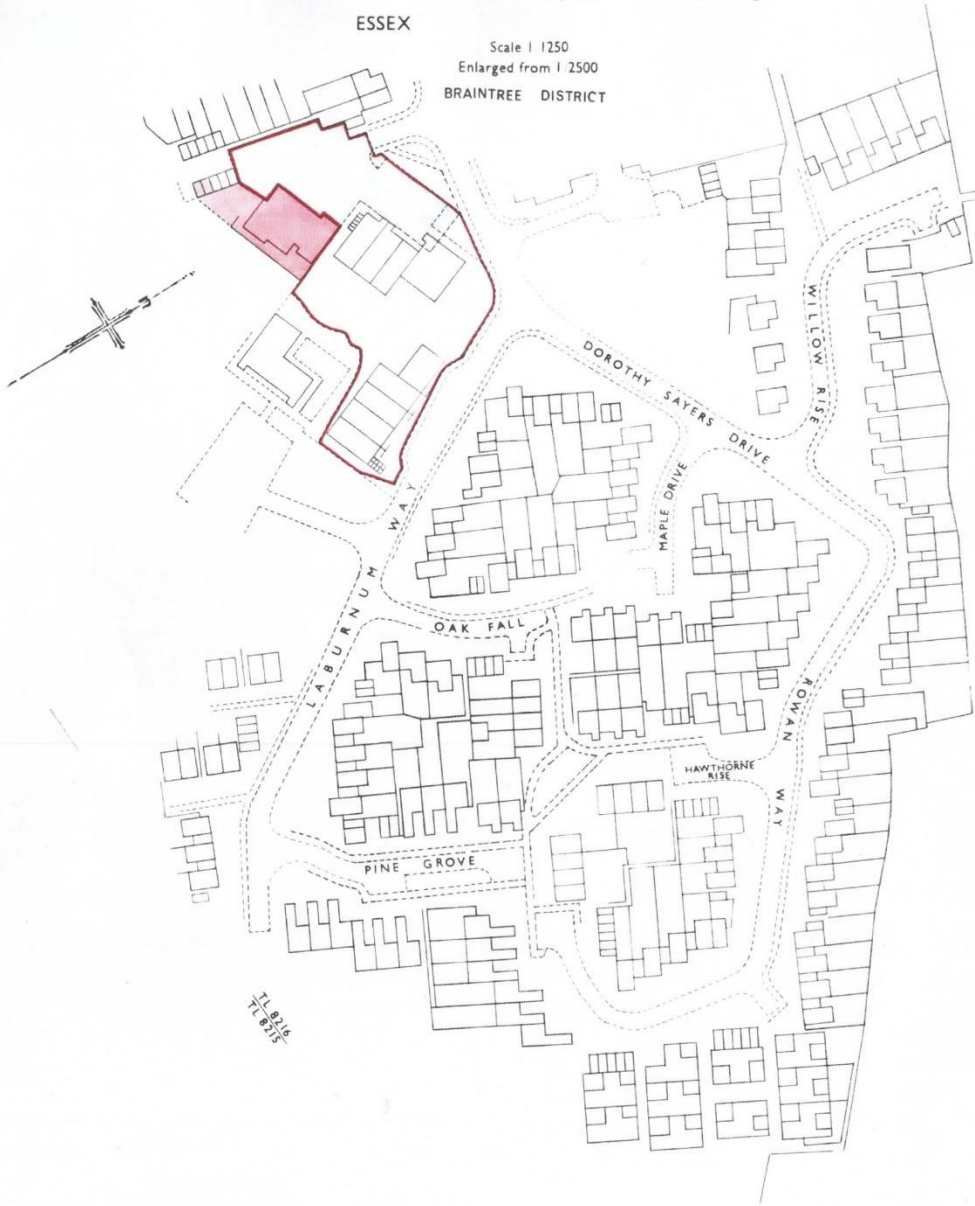 ESSEX
Scale 1 1250
Enlarged from 1 2500
BRAINTREE DISTRICT
WILLOW RISE
DOROTHY SAYERS DRIVE
MAPLE DRIVE
LABURNUM WAY
OAK FALL
ROWAN WAY
HAWTHORNE
RISE
PINE GROVE
TL 8216
TL 8215